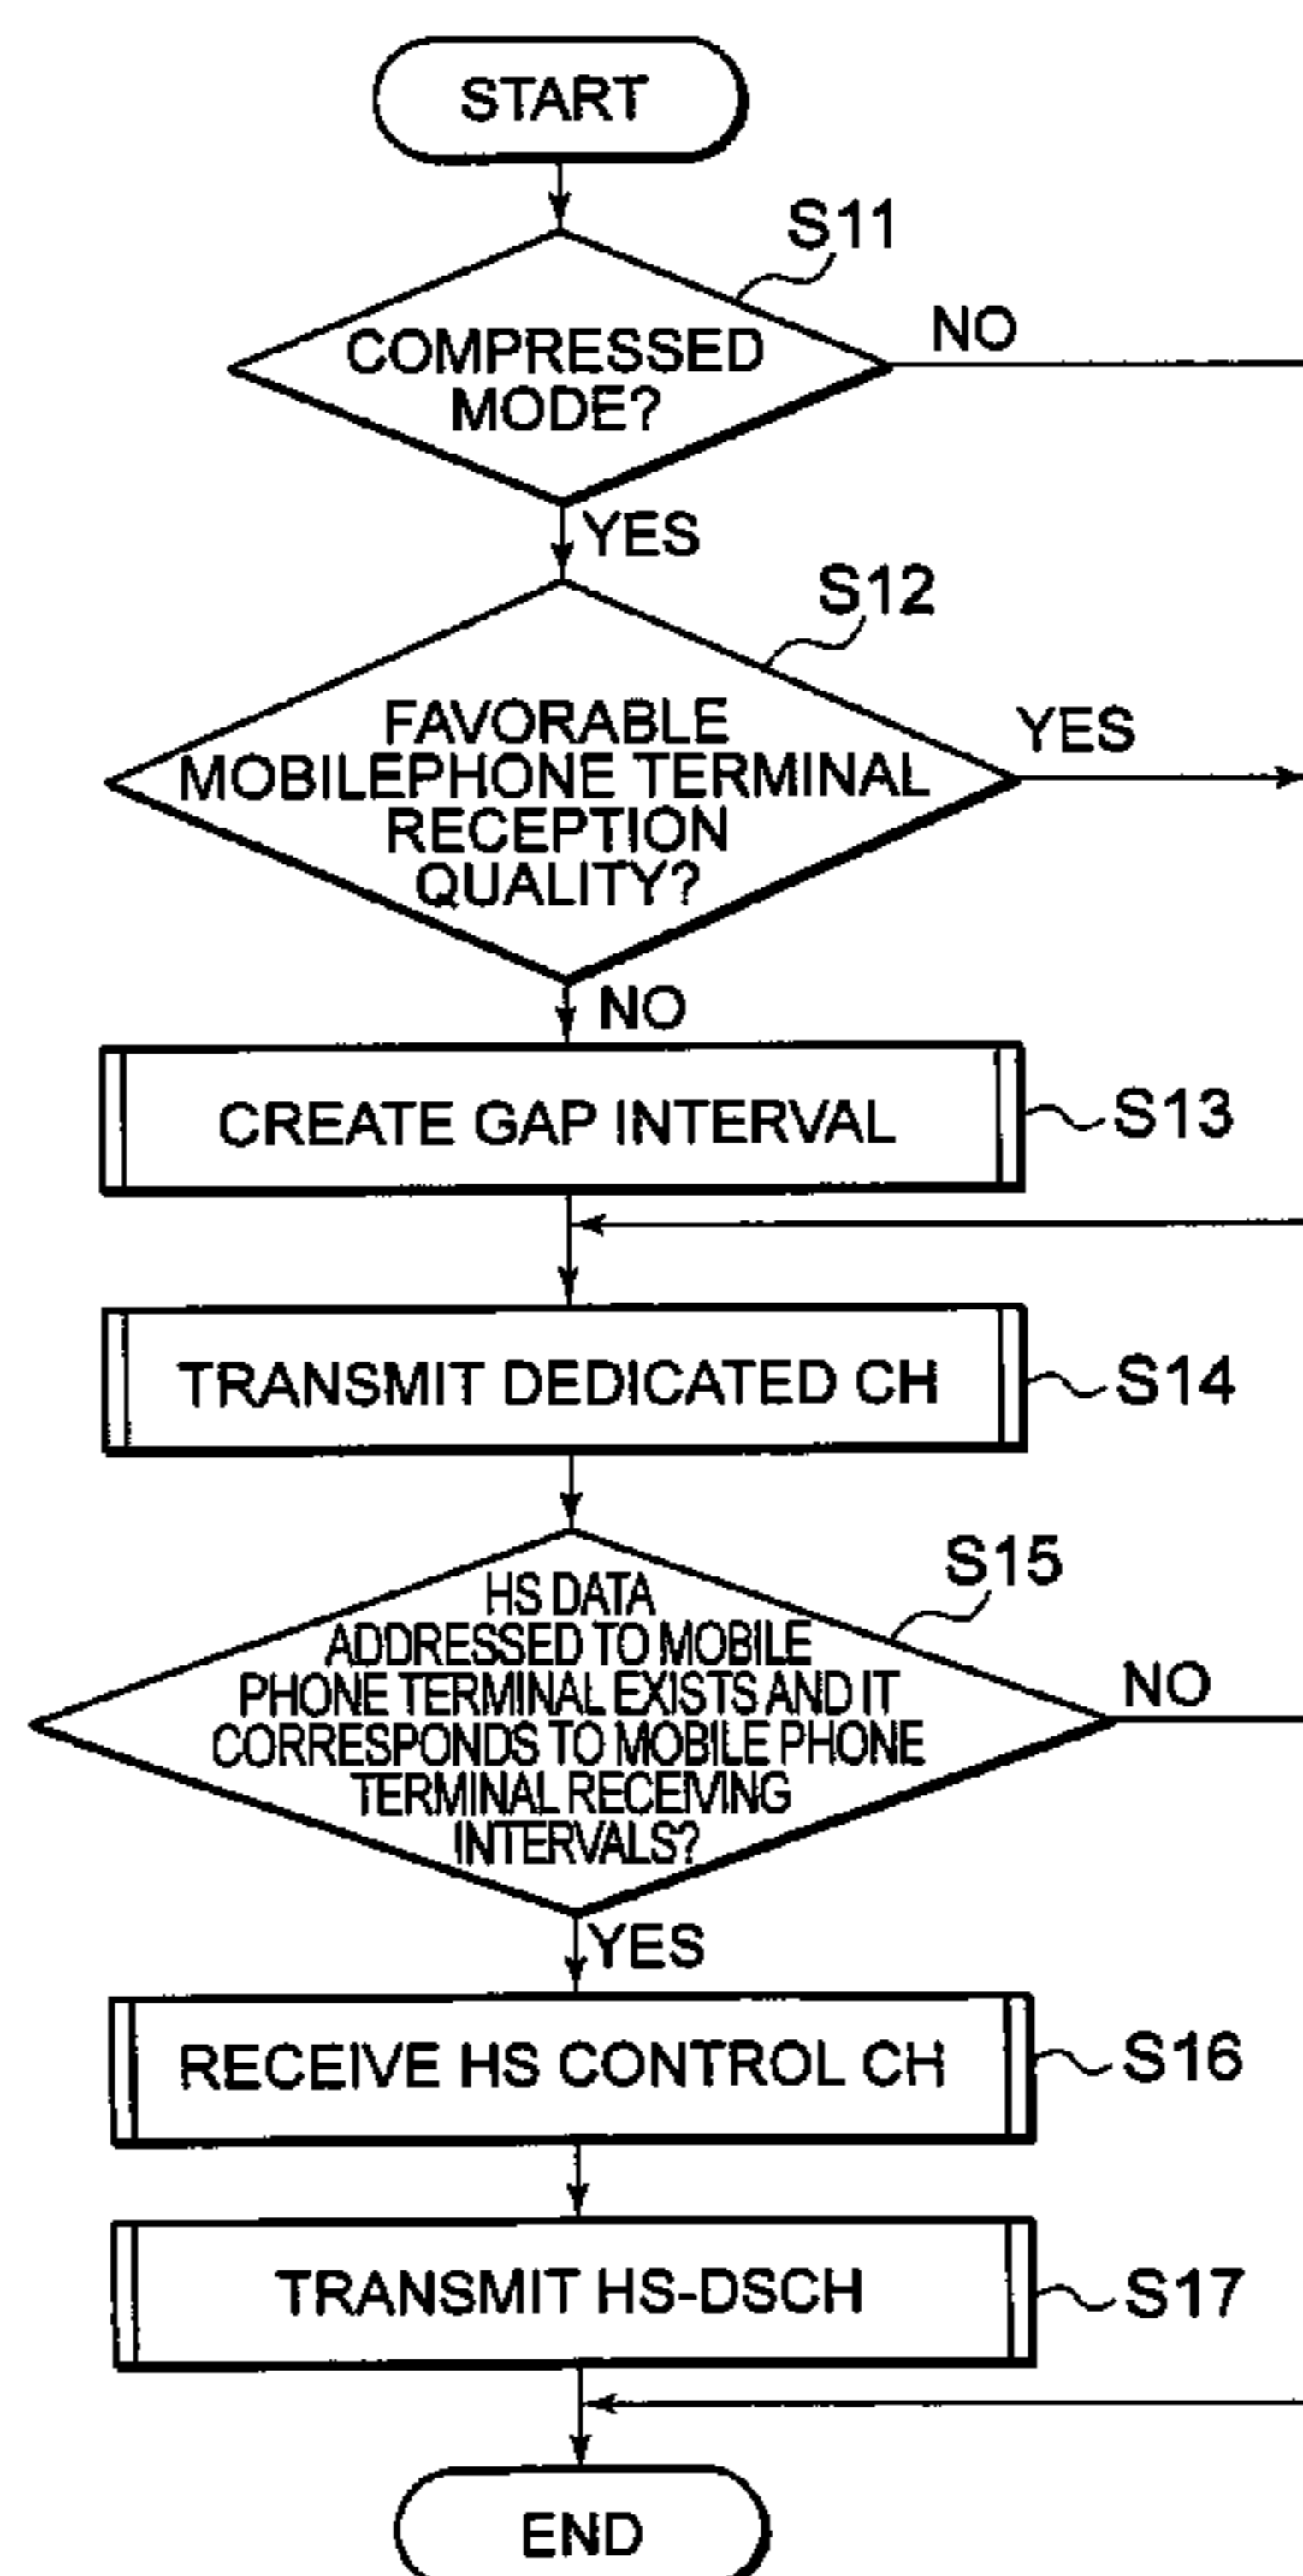 START
S11
COMPRESSED
MODE?
NO
YES
S12
FAVORABLE
MOBILEPHONE TERMINAL
RECEPTION
QUALITY?
YES
NO
CREATE GAP INTERVAL
S13
TRANSMIT DEDICATED CH
S14
S15
HS DATA
ADDRESSED TO MOBILE
PHONE TERMINAL EXISTS AND IT
CORRESPONDS TO MOBILE PHONE
TERMINAL RECEIVING
INTERVALS?
NO
YES
RECEIVE HS CONTROL CH
S16
TRANSMIT HS-DSCH
S17
END